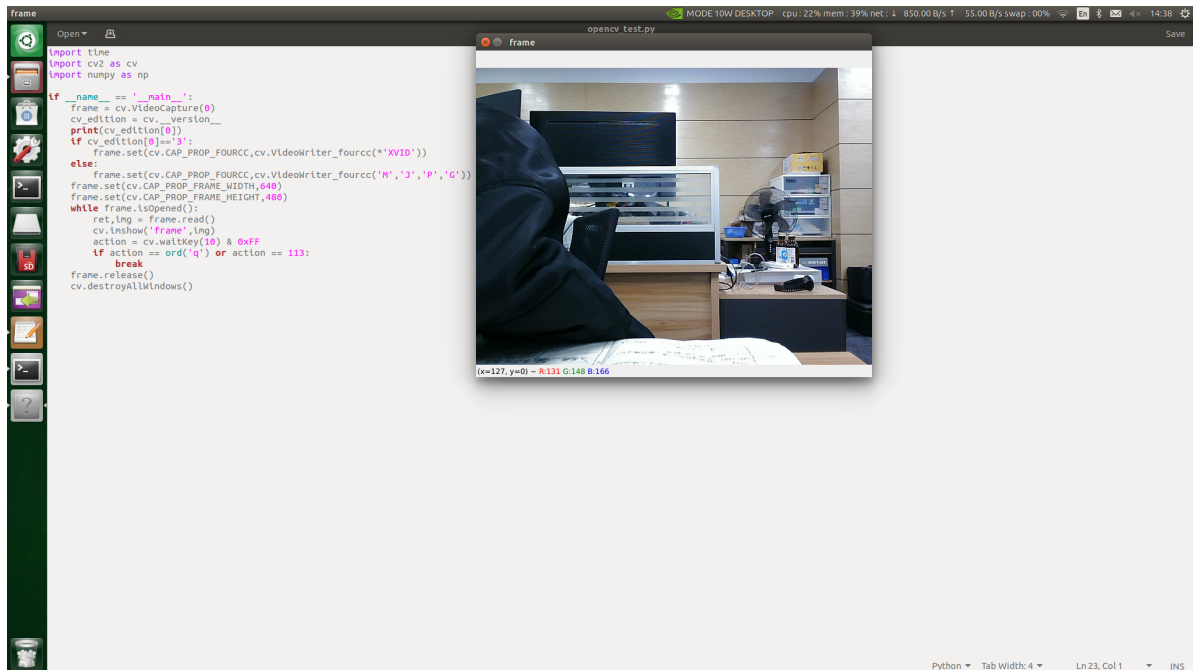 frame
MODE 10W DESKTOP cpu : 22% mem : 39% net : ↓ 850.00 B/s ↑ 55.00 B/s swap : 00% En 14:38
Open
opencv_test.py
Save
import time
import cv2 as cv
import numpy as np
if __name__ == '__main__':
frame = cv.VideoCapture(0)
cv_edition = cv.__version__
print(cv_edition[0])
if cv_edition[0]=='3':
frame.set(cv.CAP_PROP_FOURCC,cv.VideoWriter_fourcc(*'XVID'))
else:
frame.set(cv.CAP_PROP_FOURCC,cv.VideoWriter_fourcc('M','J','P','G'))
frame.set(cv.CAP_PROP_FRAME_WIDTH,640)
frame.set(cv.CAP_PROP_FRAME_HEIGHT,480)
while frame.isOpened():
ret,img = frame.read()
cv.imshow('frame',img)
action = cv.waitKey(10) & 0xFF
if action == ord('q') or action == 113:
break
frame.release()
cv.destroyAllWindows()
frame
(x=127, y=0) ~ R:131 G:148 B:166
>_
SD
>_
?
Python Tab Width: 4 Ln 23, Col 1 INS